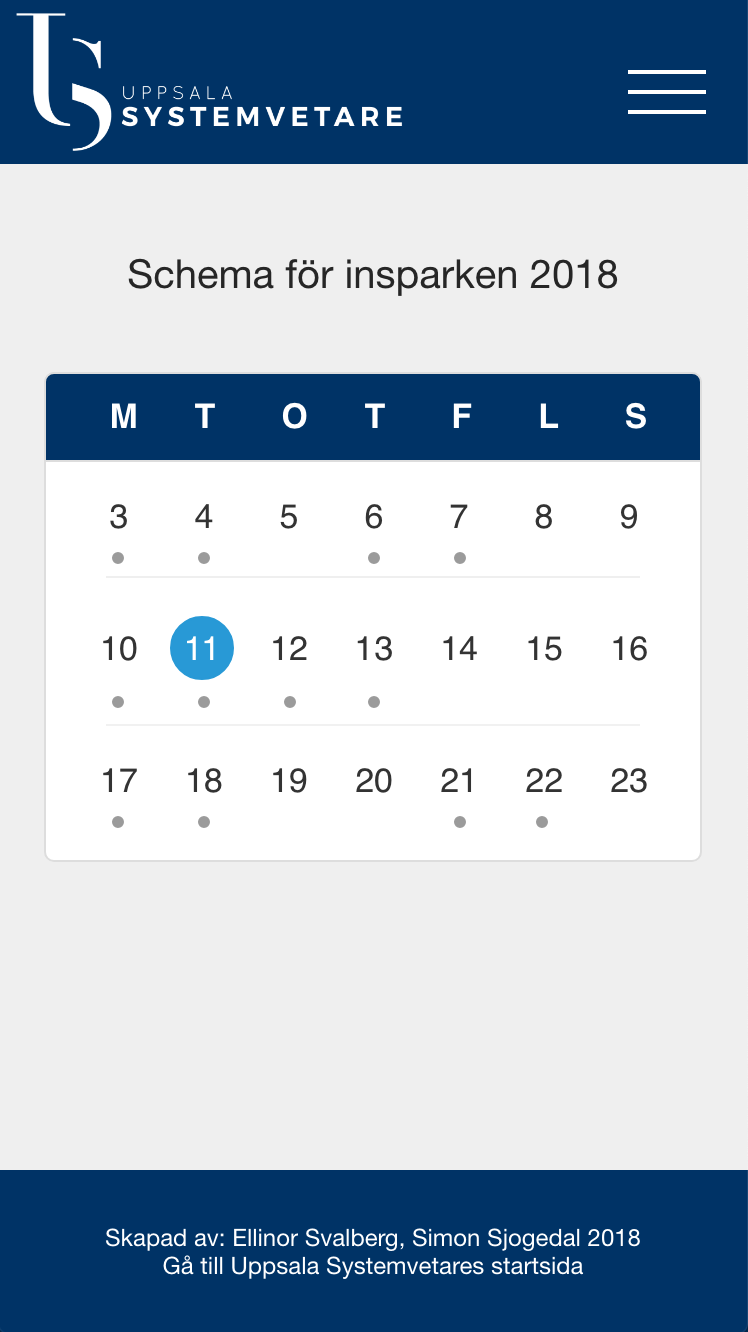 UPPSALA
SYSTEMVETARE
Schema för insparken 2018
M T O T F L S
3 4 5 6 7 8 9
10 11 12 13 14 15 16
17 18 19 20 21 22 23
Skapad av: Ellinor Svalberg, Simon Sjogedal 2018
Gå till Uppsala Systemvetares startsida